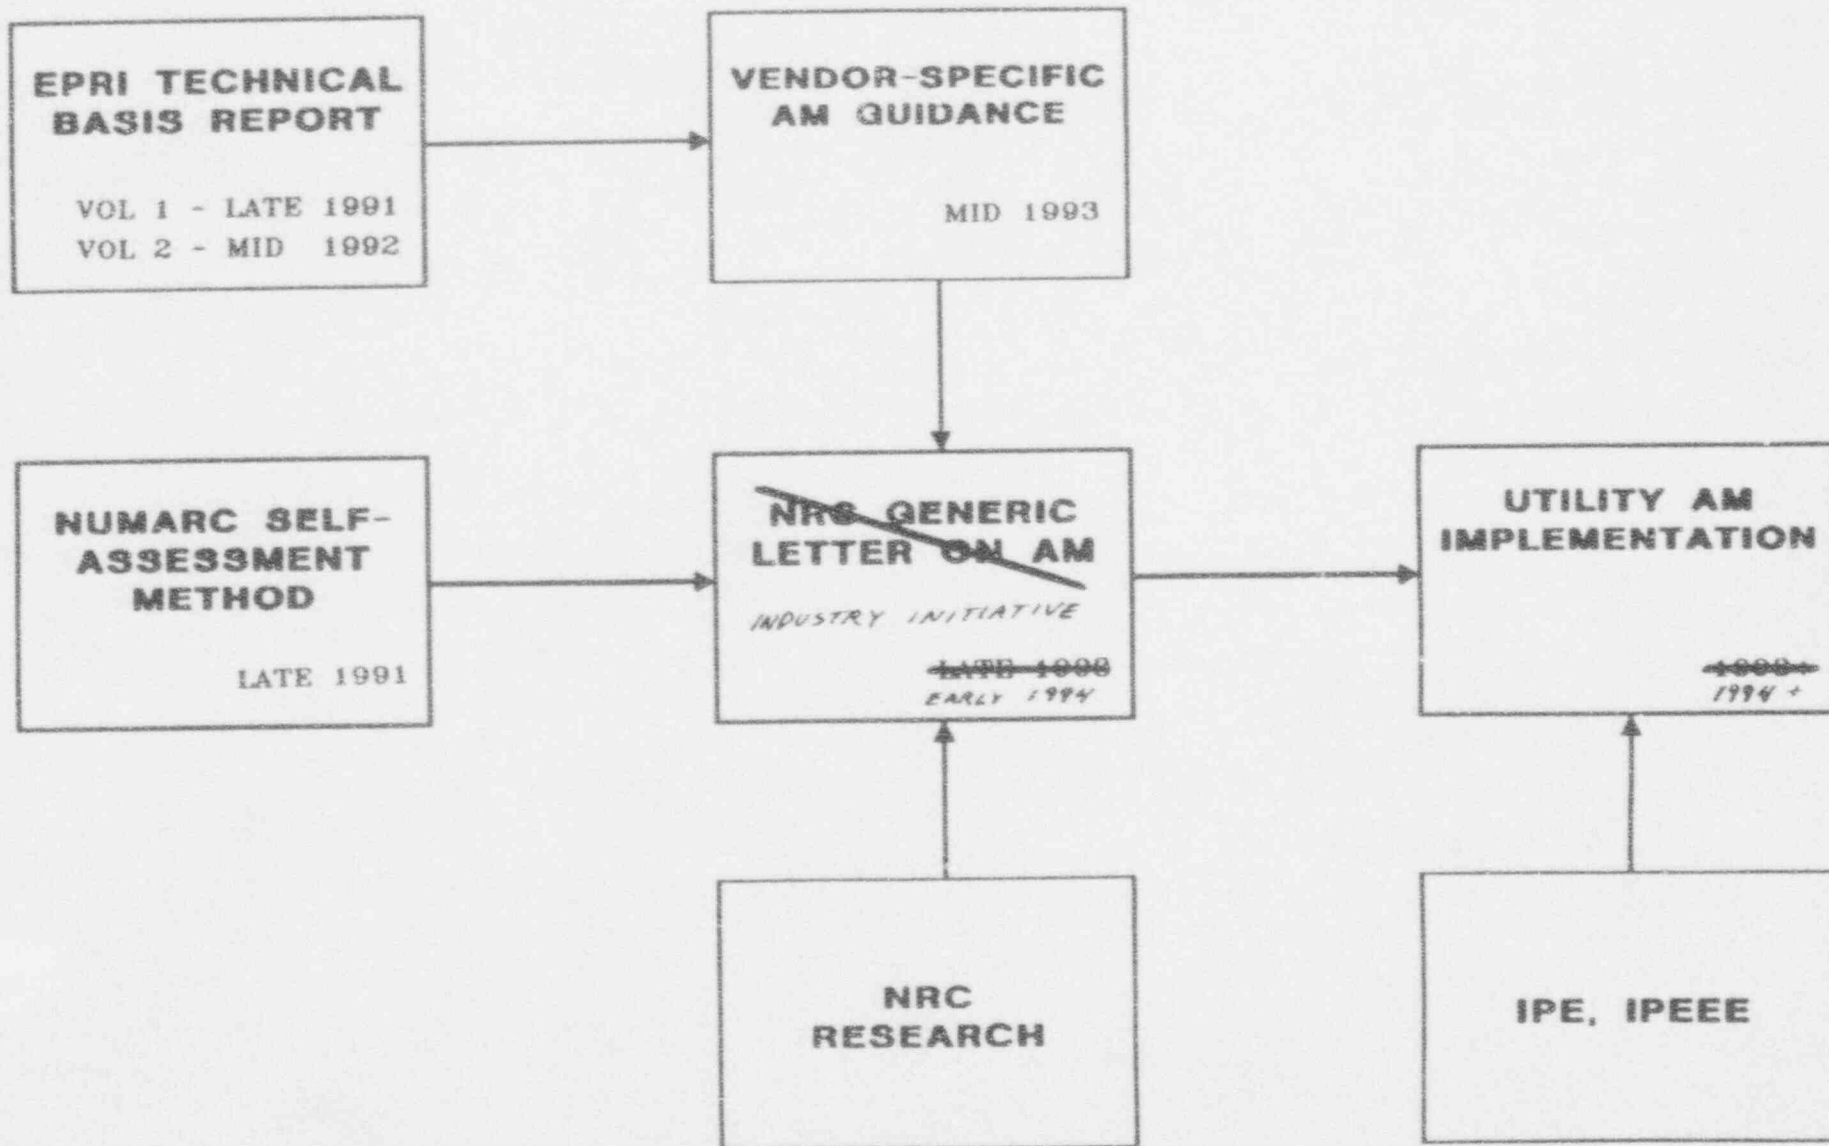 EPRI TECHNICAL
BASIS REPORT
VOL 1 - LATE 1991
VOL 2 - MID 1992
VENDOR-SPECIFIC
AM GUIDANCE
MID 1993
NUMARC SELF-
ASSESSMENT
METHOD
LATE 1991
NRC GENERIC
LETTER ON AM
INDUSTRY INITIATIVE
LATE
EARLY 1994
UTILITY AM
IMPLEMENTATION
1994 +
NRC
RESEARCH
IPE, IPEEE